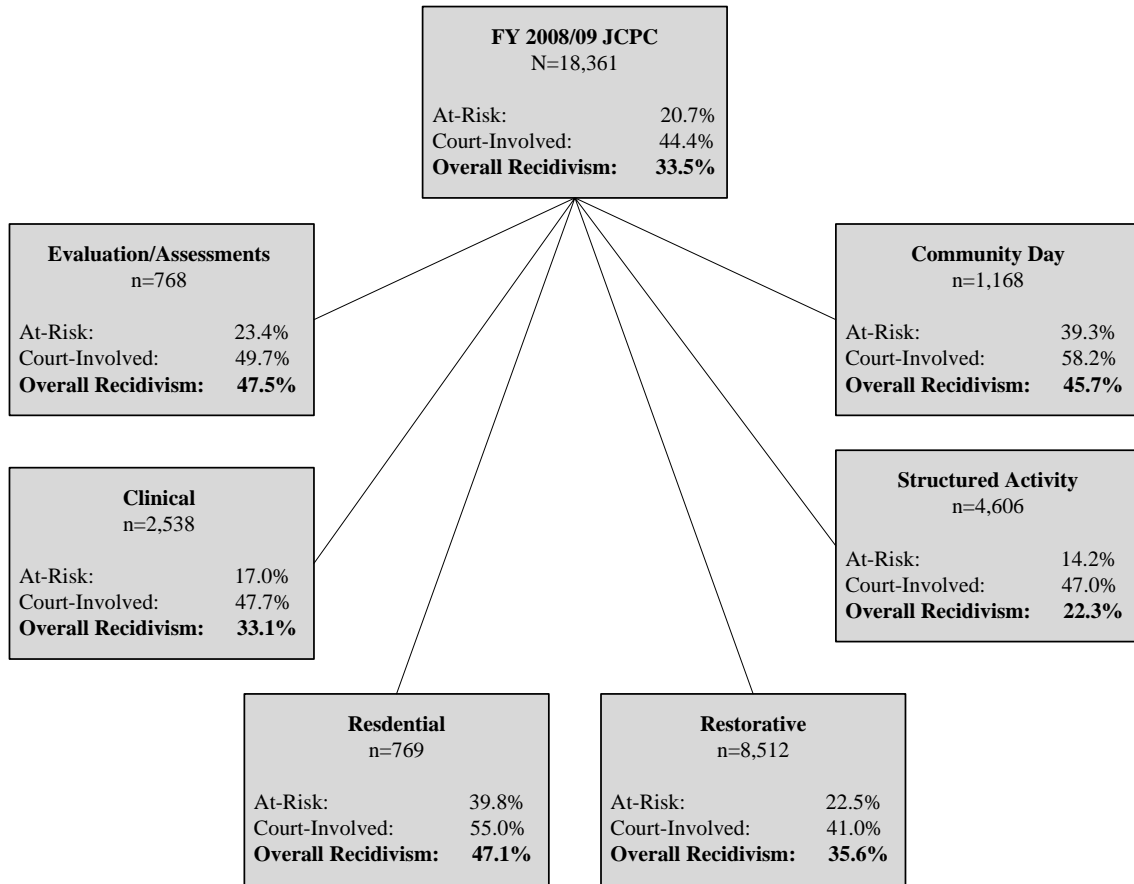 FY 2008/09 JCPC
N=18,361
At-Risk: 20.7%
Court-Involved: 44.4%
Overall Recidivism: 33.5%
Evaluation/Assessments
n=768
At-Risk: 23.4%
Court-Involved: 49.7%
Overall Recidivism: 47.5%
Community Day
n=1,168
At-Risk: 39.3%
Court-Involved: 58.2%
Overall Recidivism: 45.7%
Clinical
n=2,538
At-Risk: 17.0%
Court-Involved: 47.7%
Overall Recidivism: 33.1%
Structured Activity
n=4,606
At-Risk: 14.2%
Court-Involved: 47.0%
Overall Recidivism: 22.3%
Resdential
n=769
At-Risk: 39.8%
Court-Involved: 55.0%
Overall Recidivism: 47.1%
Restorative
n=8,512
At-Risk: 22.5%
Court-Involved: 41.0%
Overall Recidivism: 35.6%